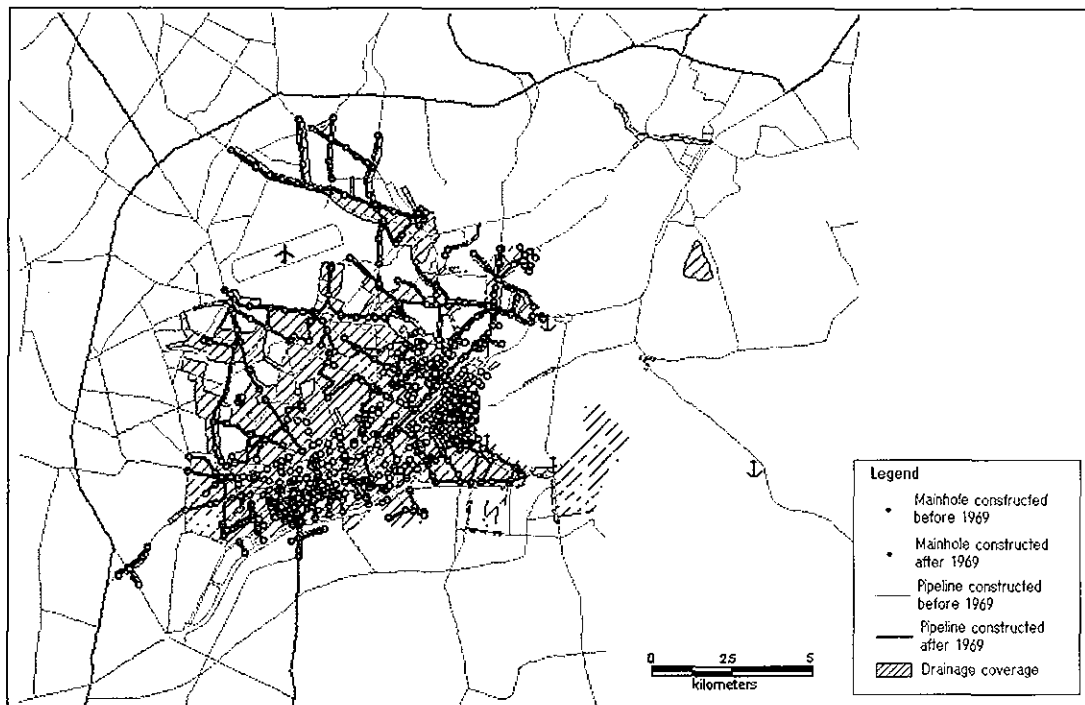 Legend
Mainhole constructed
before 1969
Mainhole constructed
after 1969
Pipeline constructed
before 1969
Pipeline constructed
after 1969
Drainage coverage
0 2.5 5
kilometers